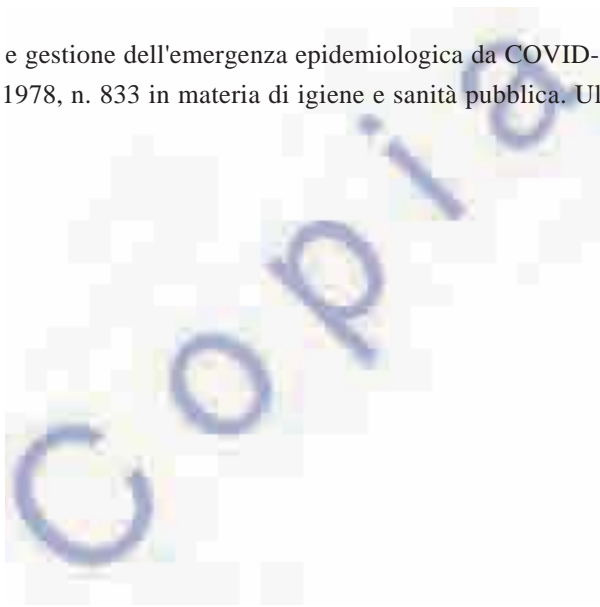 e gestione dell'emergenza epidemiologica da COVID-
1978, n. 833 in materia di igiene e sanità pubblica. Ul
Copia